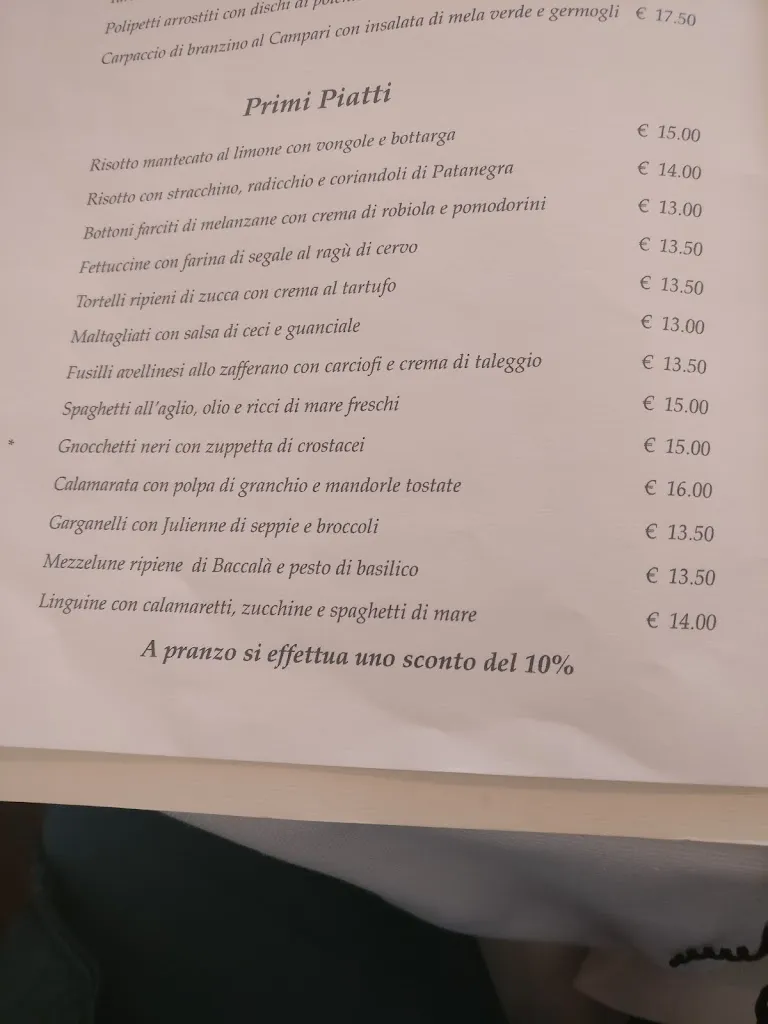 Polipetti arrostiti con dischi di
Carpaccio di branzino al Campari con insalata di mela verde e germogli € 17.50
Primi Piatti
Risotto mantecato al limone con vongole e bottarga € 15.00
Risotto con stracchino, radicchio e coriandoli di Patanegra € 14.00
Bottoni farciti di melanzane con crema di robiola e pomodorini € 13.00
Fettuccine con farina di segale al ragù di cervo € 13.50
Tortelli ripieni di zucca con crema al tartufo € 13.50
Maltagliati con salsa di ceci e guanciale € 13.00
Fusilli avellinesi allo zafferano con carciofi e crema di taleggio € 13.50
Spaghetti all'aglio, olio e ricci di mare freschi € 15.00
* Gnocchetti neri con zuppetta di crostacei € 15.00
Calamarata con polpa di granchio e mandorle tostate € 16.00
Garganelli con Julienne di seppie e broccoli € 13.50
Mezzelune ripiene di Baccalà e pesto di basilico € 13.50
Linguine con calamaretti, zucchine e spaghetti di mare € 14.00
A pranzo si effettua uno sconto del 10%